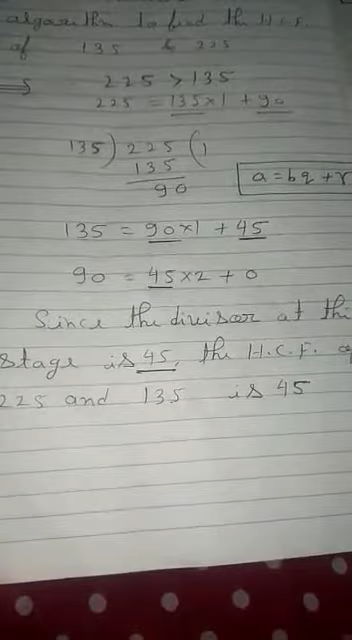 algorithm to find the H.C.F.
of 135 & 225
⇒ 225 > 135
225 = 135×1 + 90
135) 225 (1
135
90
a = bq + r
135 = 90×1 + 45
90 = 45×2 + 0
Since the divisor at this
stage is 45, the H.C.F. of
225 and 135 is 45